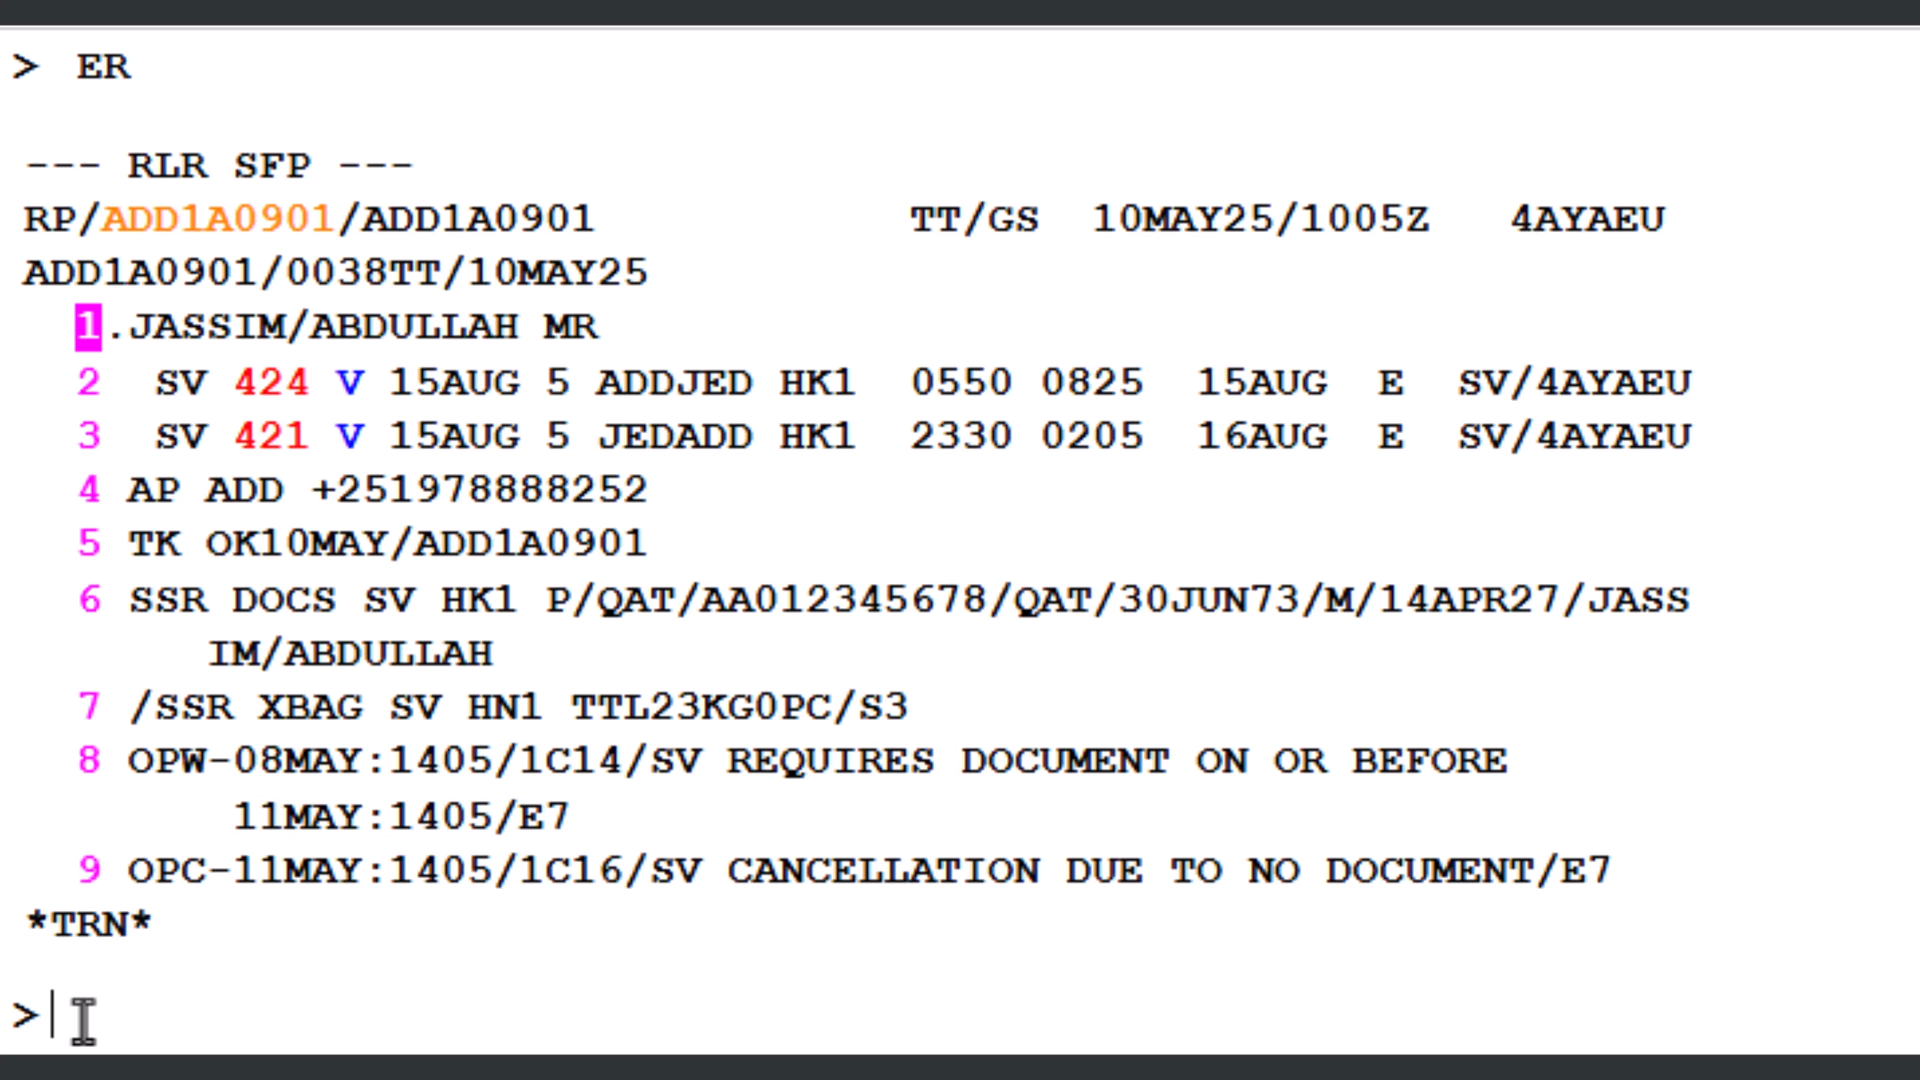 > ER
--- RLR SFP ---
RP/ADD1A0901/ADD1A0901 TT/GS 10MAY25/1005Z 4AYAEU
ADD1A0901/0038TT/10MAY25
1.JASSIM/ABDULLAH MR
2 SV 424 V 15AUG 5 ADDJED HK1 0550 0825 15AUG E SV/4AYAEU
3 SV 421 V 15AUG 5 JEDADD HK1 2330 0205 16AUG E SV/4AYAEU
4 AP ADD +251978888252
5 TK OK10MAY/ADD1A0901
6 SSR DOCS SV HK1 P/QAT/AA012345678/QAT/30JUN73/M/14APR27/JASS
IM/ABDULLAH
7 /SSR XBAG SV HN1 TTL23KG0PC/S3
8 OPW-08MAY:1405/1C14/SV REQUIRES DOCUMENT ON OR BEFORE
11MAY:1405/E7
9 OPC-11MAY:1405/1C16/SV CANCELLATION DUE TO NO DOCUMENT/E7
*TRN*
>